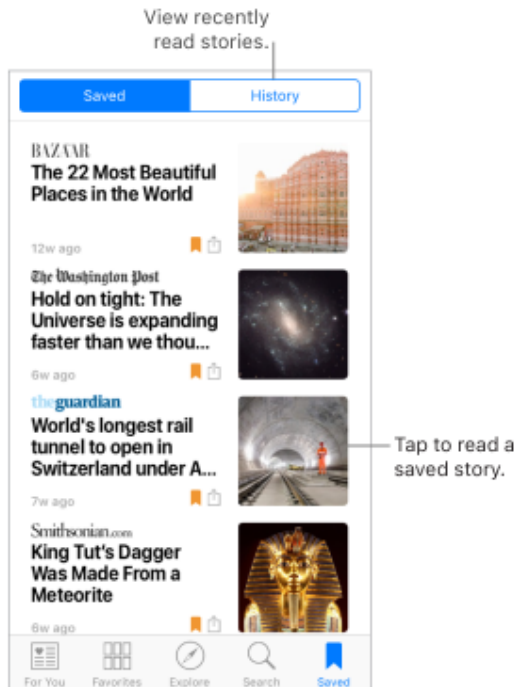 View recently
read stories.
Saved
History
BAZAAR
The 22 Most Beautiful
Places in the World
12w ago
The Washington Post
Hold on tight: The
Universe is expanding
faster than we thou...
6w ago
theguardian
World's longest rail
tunnel to open in
Switzerland under A...
7w ago
Tap to read a
saved story.
Smithsonian.com
King Tut's Dagger
Was Made From a
Meteorite
6w ago
For You
Favorites
Explore
Search
Saved